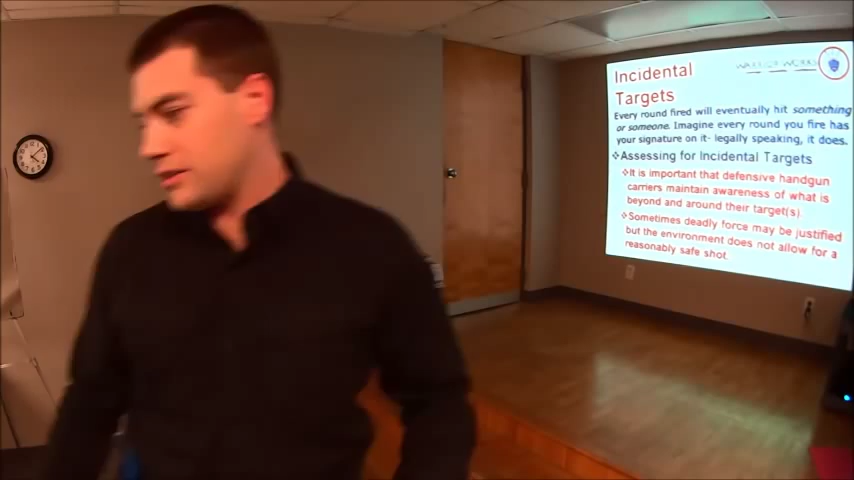 WARRIOR WORKS
Incidental
Targets
Every round fired will eventually hit something
or someone. Imagine every round you fire has
your signature on it- legally speaking, it does.
❖Assessing for Incidental Targets
❖It is important that defensive handgun
carriers maintain awareness of what is
beyond and around their target(s).
❖Sometimes deadly force may be justified
but the environment does not allow for a
reasonably safe shot.